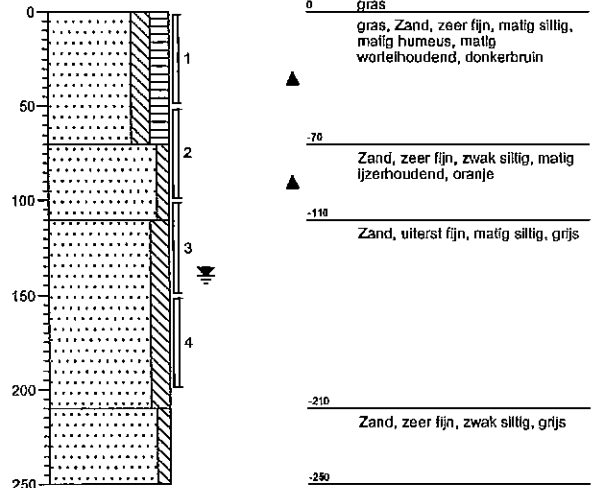 0
50
100
150
200
250
1
2
3
4
0 gras
gras, Zand, zeer fijn, matig siltig,
matig humeus, matig
wortelhoudend, donkerbruin
-70
Zand, zeer fijn, zwak siltig, matig
ijzerhoudend, oranje
-110
Zand, uiterst fijn, matig siltig, grijs
-210
Zand, zeer fijn, zwak siltig, grijs
-250